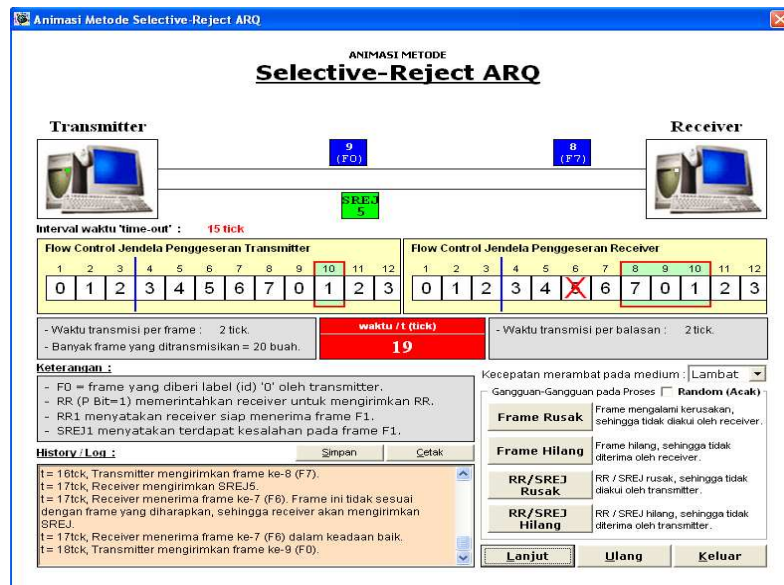 Animasi Metode Selective-Reject ARQ
ANIMASI METODE
Selective-Reject ARQ
Transmitter
Receiver
9
(F0)
8
(F7)
SREJ
5
Interval waktu 'time-out' : 15 tick
Flow Control Jendela Penggeseran Transmitter
1 2 3 4 5 6 7 8 9 10 11 12
0 1 2 3 4 5 6 7 0 1 2 3
Flow Control Jendela Penggeseran Receiver
1 2 3 4 5 6 7 8 9 10 11 12
0 1 2 3 4 5 6 7 0 1 2 3
- Waktu transmisi per frame : 2 tick.
- Banyak frame yang ditransmisikan = 20 buah.
waktu / t (tick)
19
- Waktu transmisi per balasan : 2 tick.
Keterangan :
- F0 = frame yang diberi label (id) '0' oleh transmitter.
- RR (P Bit=1) memerintahkan receiver untuk mengirimkan RR.
- RR1 menyatakan receiver siap menerima frame F1.
- SREJ1 menyatakan terdapat kesalahan pada frame F1.
History / Log :
Simpan
Cetak
t = 16tck, Transmitter mengirimkan frame ke-8 (F7).
t = 17tck, Receiver mengirimkan SREJ5.
t = 17tck, Receiver menerima frame ke-7 (F6). Frame ini tidak sesuai
dengan frame yang diharapkan, sehingga receiver akan mengirimkan
SREJ.
t = 17tck, Receiver menerima frame ke-7 (F6) dalam keadaan baik.
t = 18tck, Transmitter mengirimkan frame ke-9 (F0).
Kecepatan merambat pada medium : Lambat
Gangguan-Gangguan pada Proses
Random (Acak)
Frame Rusak
Frame mengalami kerusakan,
sehingga tidak diakui oleh receiver.
Frame Hilang
Frame hilang, sehingga tidak
diterima oleh receiver.
RR/SREJ
Rusak
RR / SREJ rusak, sehingga tidak
diakui oleh transmitter.
RR/SREJ
Hilang
RR / SREJ hilang, sehingga tidak
diterima oleh transmitter.
Lanjut
Ulang
Keluar